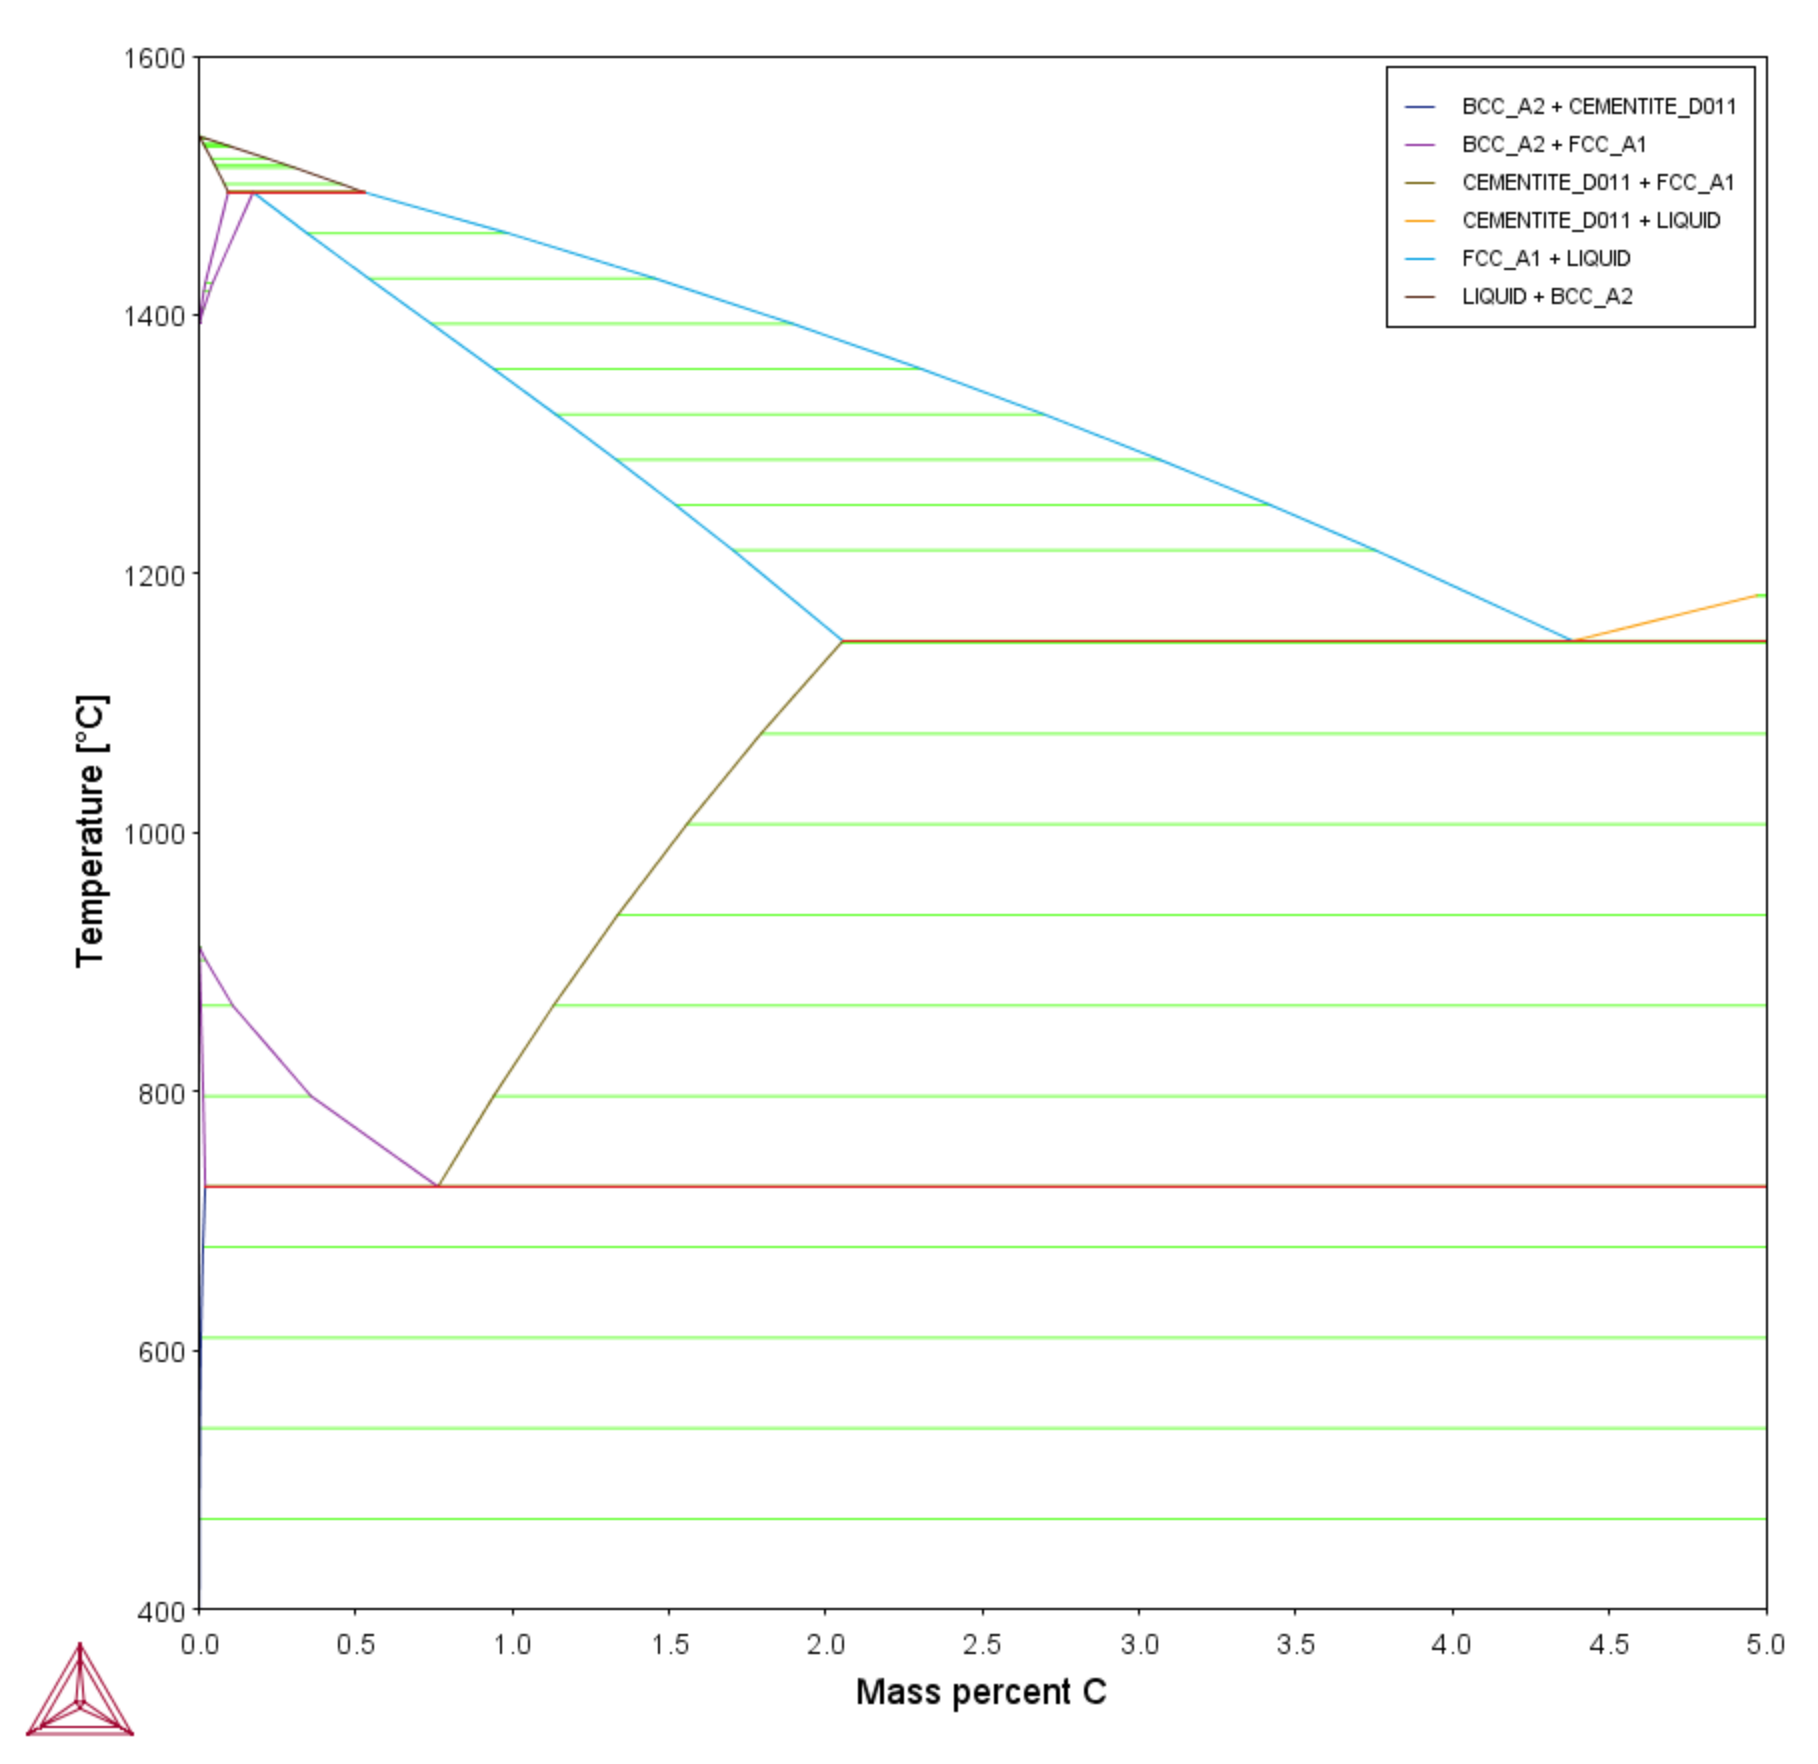 1600
1400
1200
1000
800
600
400
Temperature [°C]
BCC_A2 + CEMENTITE_D011
BCC_A2 + FCC_A1
CEMENTITE_D011 + FCC_A1
CEMENTITE_D011 + LIQUID
FCC_A1 + LIQUID
LIQUID + BCC_A2
0.0 0.5 1.0 1.5 2.0 2.5 3.0 3.5 4.0 4.5 5.0
Mass percent C